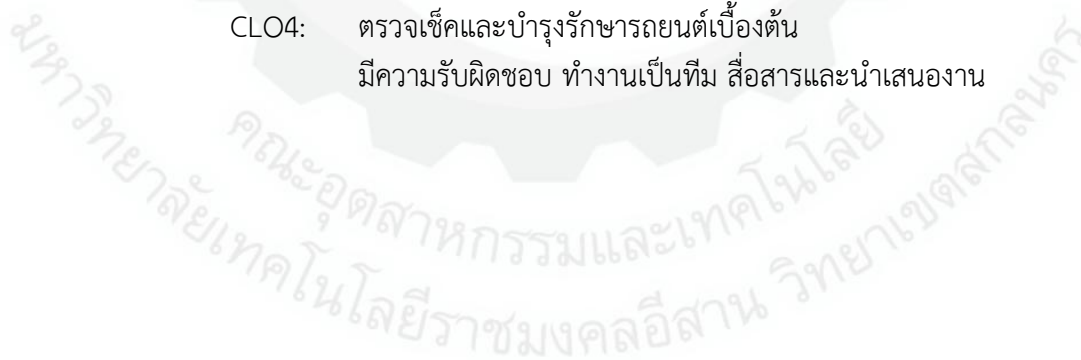 CLO4: ตรวจเช็คและบำรุงรักษารถยนต์เบื้องต้น
มีความรับผิดชอบ ทำงานเป็นทีม สื่อสารและนำเสนองาน
คณะอุตสาหกรรมและเทคโนโลยี
มหาวิทยาลัยเทคโนโลยีราชมงคลอีสาน วิทยาเขตสกลนคร